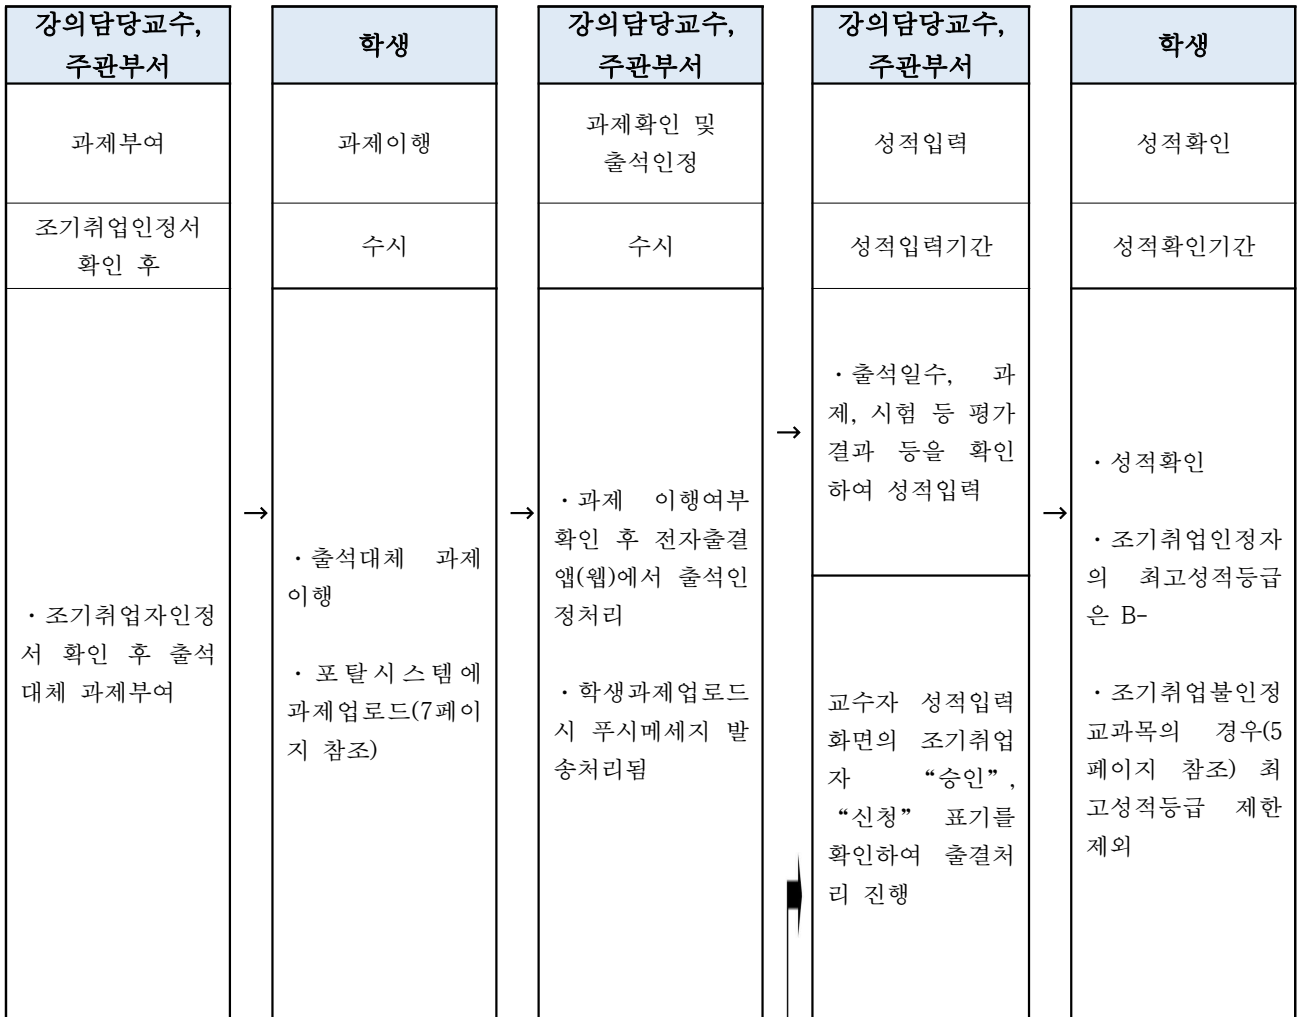 강의담당교수,
주관부서
과제부여
조기취업인정서
확인 후
· 조기취업자인정
서 확인 후 출석
대체 과제부여
→
학생
과제이행
수시
· 출석대체 과제
이행
· 포탈시스템에
과제업로드(7페이
지 참조)
→
강의담당교수,
주관부서
과제확인 및
출석인정
수시
· 과제 이행여부
확인 후 전자출결
앱(웹)에서 출석인
정처리
· 학생과제업로드
시 푸시메세지 발
송처리됨
→
강의담당교수,
주관부서
성적입력
성적입력기간
· 출석일수, 과
제, 시험 등 평가
결과 등을 확인
하여 성적입력
교수자 성적입력
화면의 조기취업
자 “승인”,
“신청” 표기를
확인하여 출결처
리 진행
→
학생
성적확인
성적확인기간
· 성적확인
· 조기취업인정자
의 최고성적등급
은 B-
· 조기취업불인정
교과목의 경우(5
페이지 참조) 최
고성적등급 제한
제외